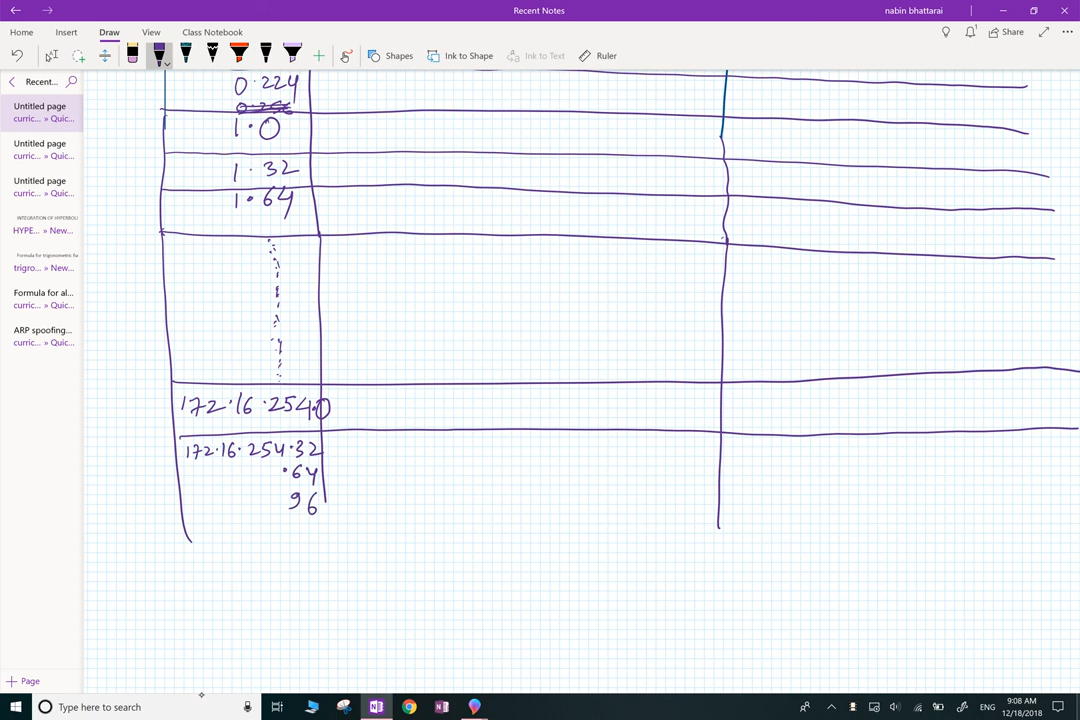 Recent Notes
nabin bhattarai
Home
Insert
Draw
View
Class Notebook
Share
Shapes
Ink to Shape
Ink to Text
Ruler
Recent...
Untitled page
curric... » Quic...
Untitled page
curric... » Quic...
Untitled page
curric... » Quic...
INTEGRATION OF HYPERBOLI
HYPE... » New...
Formula for trigonometric fu
trigro... » New...
Formula for al...
curric... » Quic...
ARP spoofing...
curric... » Quic...
0.224
1.0
1.32
1.64
172.16.254.0
172.16.254.32
.64
96
Page
Type here to search
ENG
9:08 AM
12/18/2018